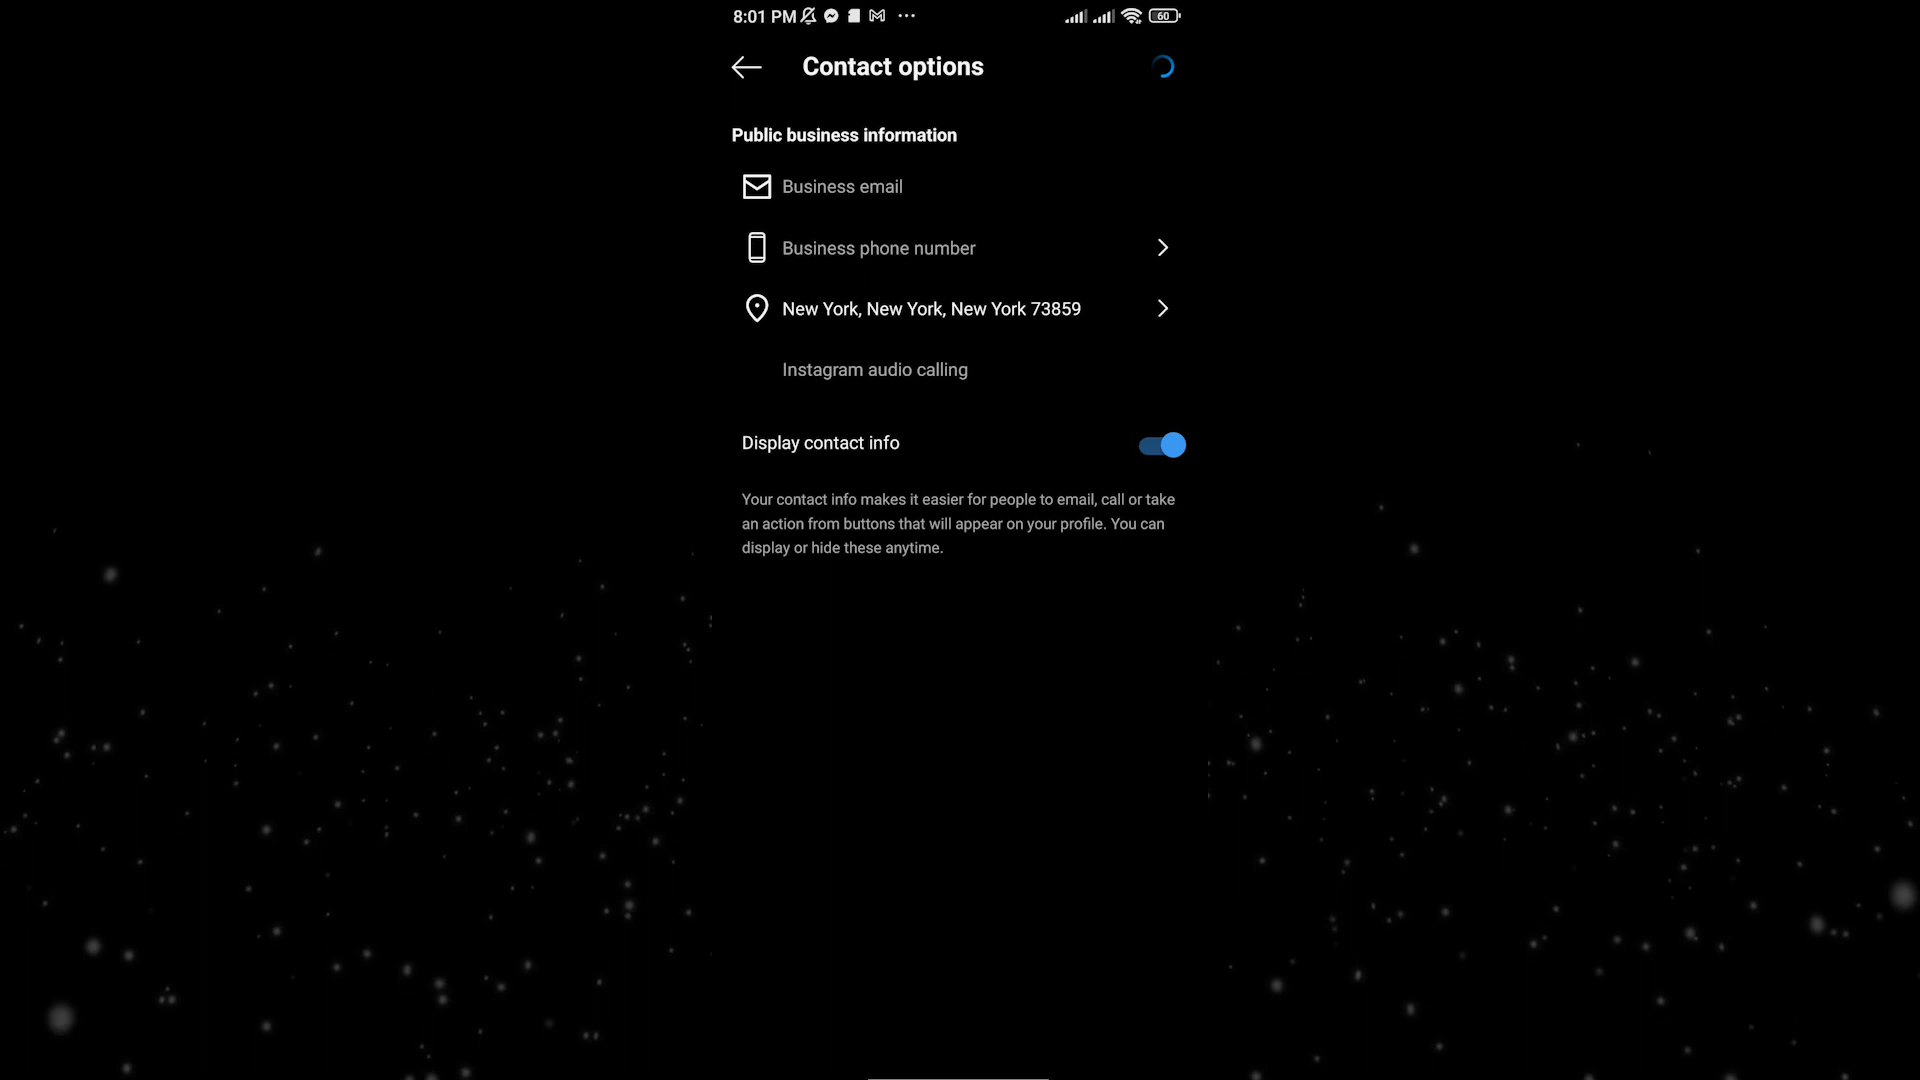 8:01 PM
60
Contact options
Public business information
Business email
Business phone number
New York, New York, New York 73859
Instagram audio calling
Display contact info
Your contact info makes it easier for people to email, call or take
an action from buttons that will appear on your profile. You can
display or hide these anytime.